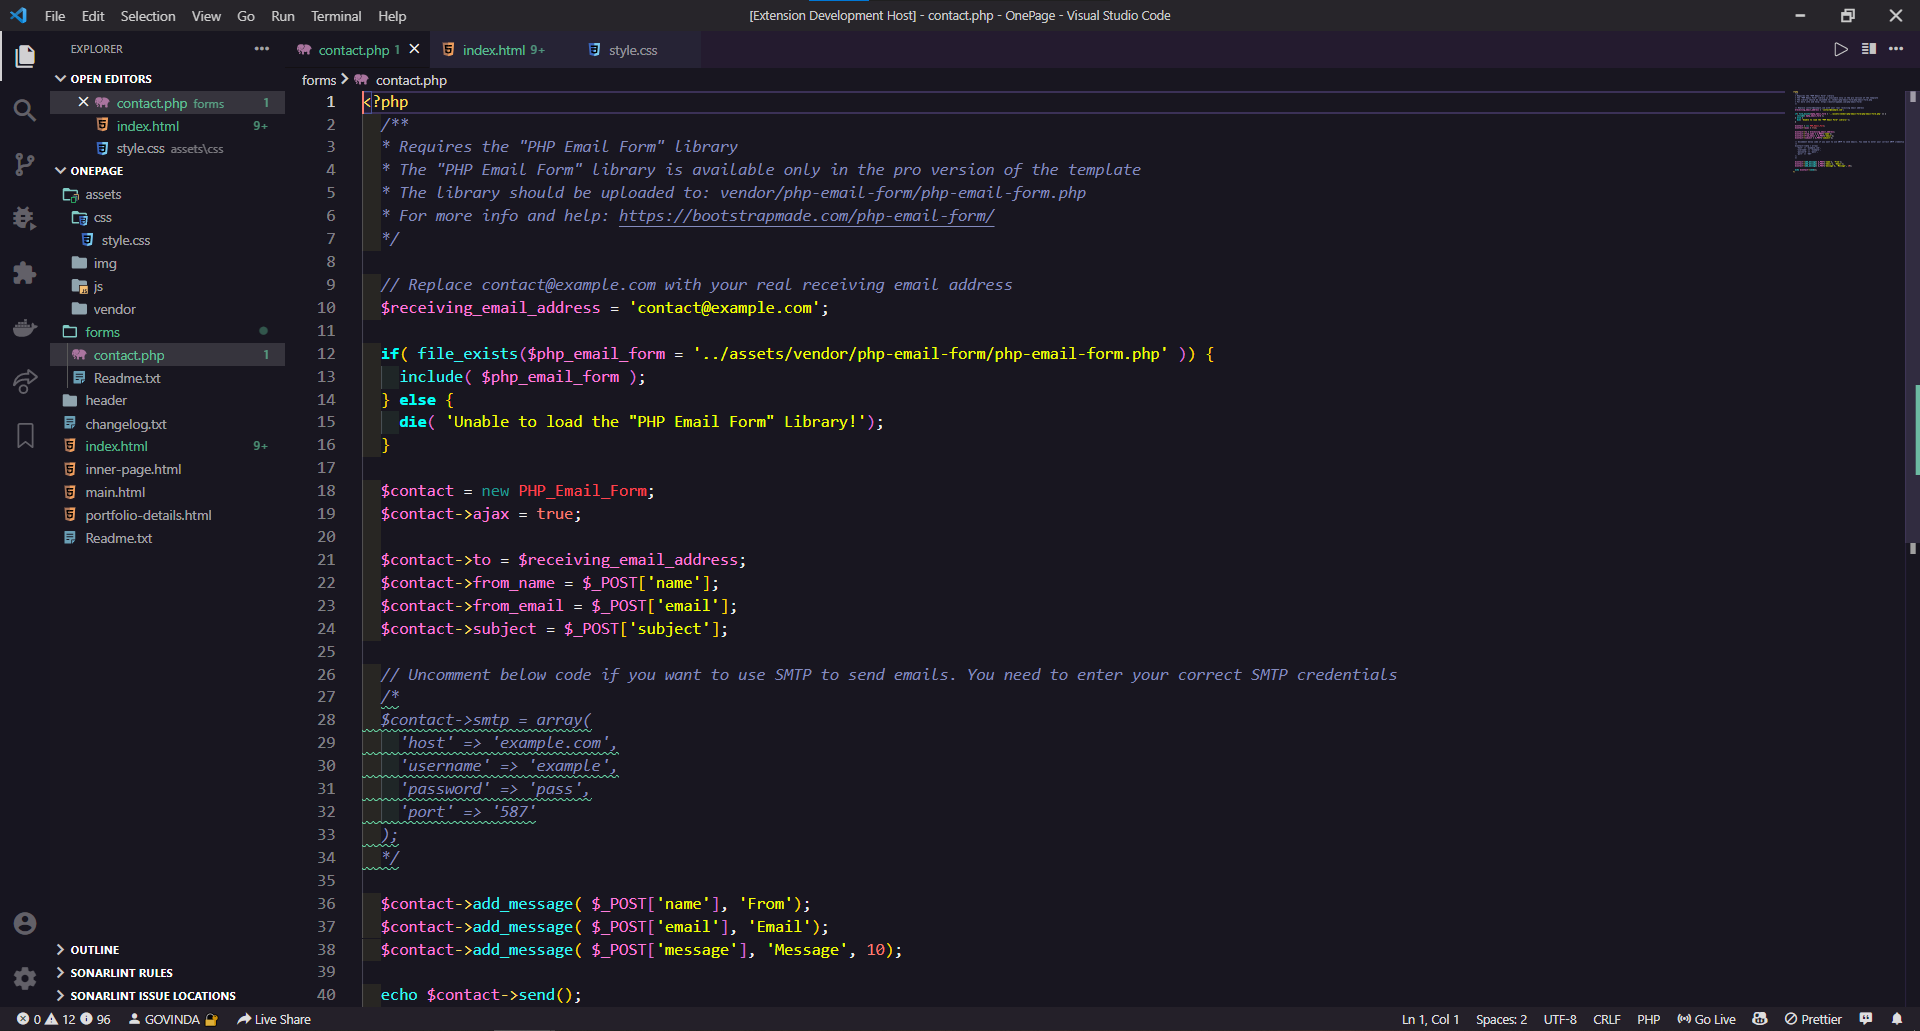 File Edit Selection View Go Run Terminal Help
[Extension Development Host] - contact.php - OnePage - Visual Studio Code
EXPLORER
OPEN EDITORS
contact.php forms 1
index.html 9+
style.css assets\css
ONEPAGE
assets
css
style.css
img
js
vendor
forms
contact.php 1
Readme.txt
header
changelog.txt
index.html 9+
inner-page.html
main.html
portfolio-details.html
Readme.txt
OUTLINE
SONARLINT RULES
SONARLINT ISSUE LOCATIONS
contact.php 1 index.html 9+ style.css
forms > contact.php
1 <?php
2 /**
3 * Requires the "PHP Email Form" library
4 * The "PHP Email Form" library is available only in the pro version of the template
5 * The library should be uploaded to: vendor/php-email-form/php-email-form.php
6 * For more info and help: https://bootstrapmade.com/php-email-form/
7 */
8
9 // Replace contact@example.com with your real receiving email address
10 $receiving_email_address = 'contact@example.com';
11
12 if( file_exists($php_email_form = '../assets/vendor/php-email-form/php-email-form.php' )) {
13 include( $php_email_form );
14 } else {
15 die( 'Unable to load the "PHP Email Form" Library!');
16 }
17
18 $contact = new PHP_Email_Form;
19 $contact->ajax = true;
20
21 $contact->to = $receiving_email_address;
22 $contact->from_name = $_POST['name'];
23 $contact->from_email = $_POST['email'];
24 $contact->subject = $_POST['subject'];
25
26 // Uncomment below code if you want to use SMTP to send emails. You need to enter your correct SMTP credentials
27 /*
28 $contact->smtp = array(
29 'host' => 'example.com',
30 'username' => 'example',
31 'password' => 'pass',
32 'port' => '587'
33 );
34 */
35
36 $contact->add_message( $_POST['name'], 'From');
37 $contact->add_message( $_POST['email'], 'Email');
38 $contact->add_message( $_POST['message'], 'Message', 10);
39
40 echo $contact->send();
0 12 96 GOVINDA Live Share
Ln 1, Col 1 Spaces: 2 UTF-8 CRLF PHP Go Live Prettier